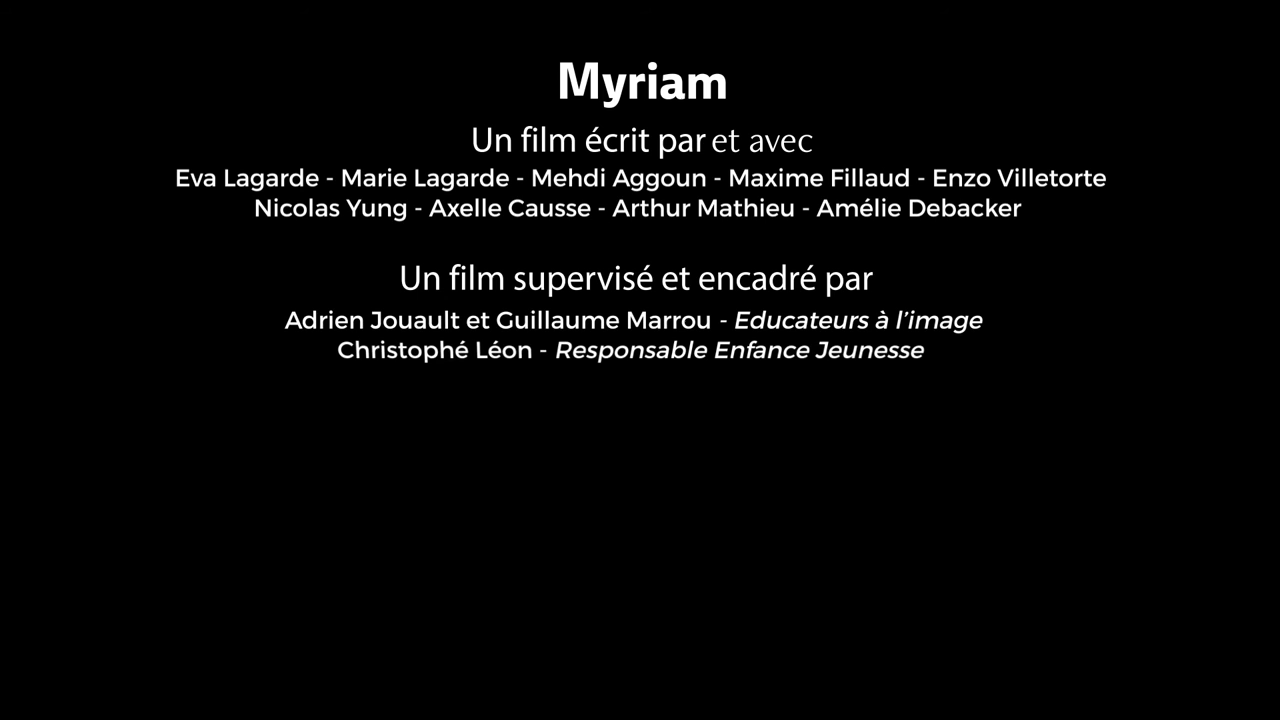 Myriam
Un film écrit par et avec
Eva Lagarde - Marie Lagarde - Mehdi Aggoun - Maxime Fillaud - Enzo Villetorte
Nicolas Yung - Axelle Causse - Arthur Mathieu - Amélie Debacker
Un film supervisé et encadré par
Adrien Jouault et Guillaume Marrou - Educateurs à l'image
Christophé Léon - Responsable Enfance Jeunesse